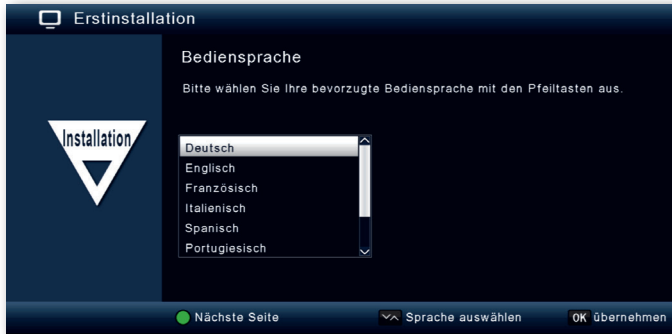 Erstinstallation
Bediensprache
Bitte wählen Sie Ihre bevorzugte Bediensprache mit den Pfeiltasten aus.
Installation
Deutsch
Englisch
Französisch
Italienisch
Spanisch
Portugiesisch
Nächste Seite Sprache auswählen OK übernehmen